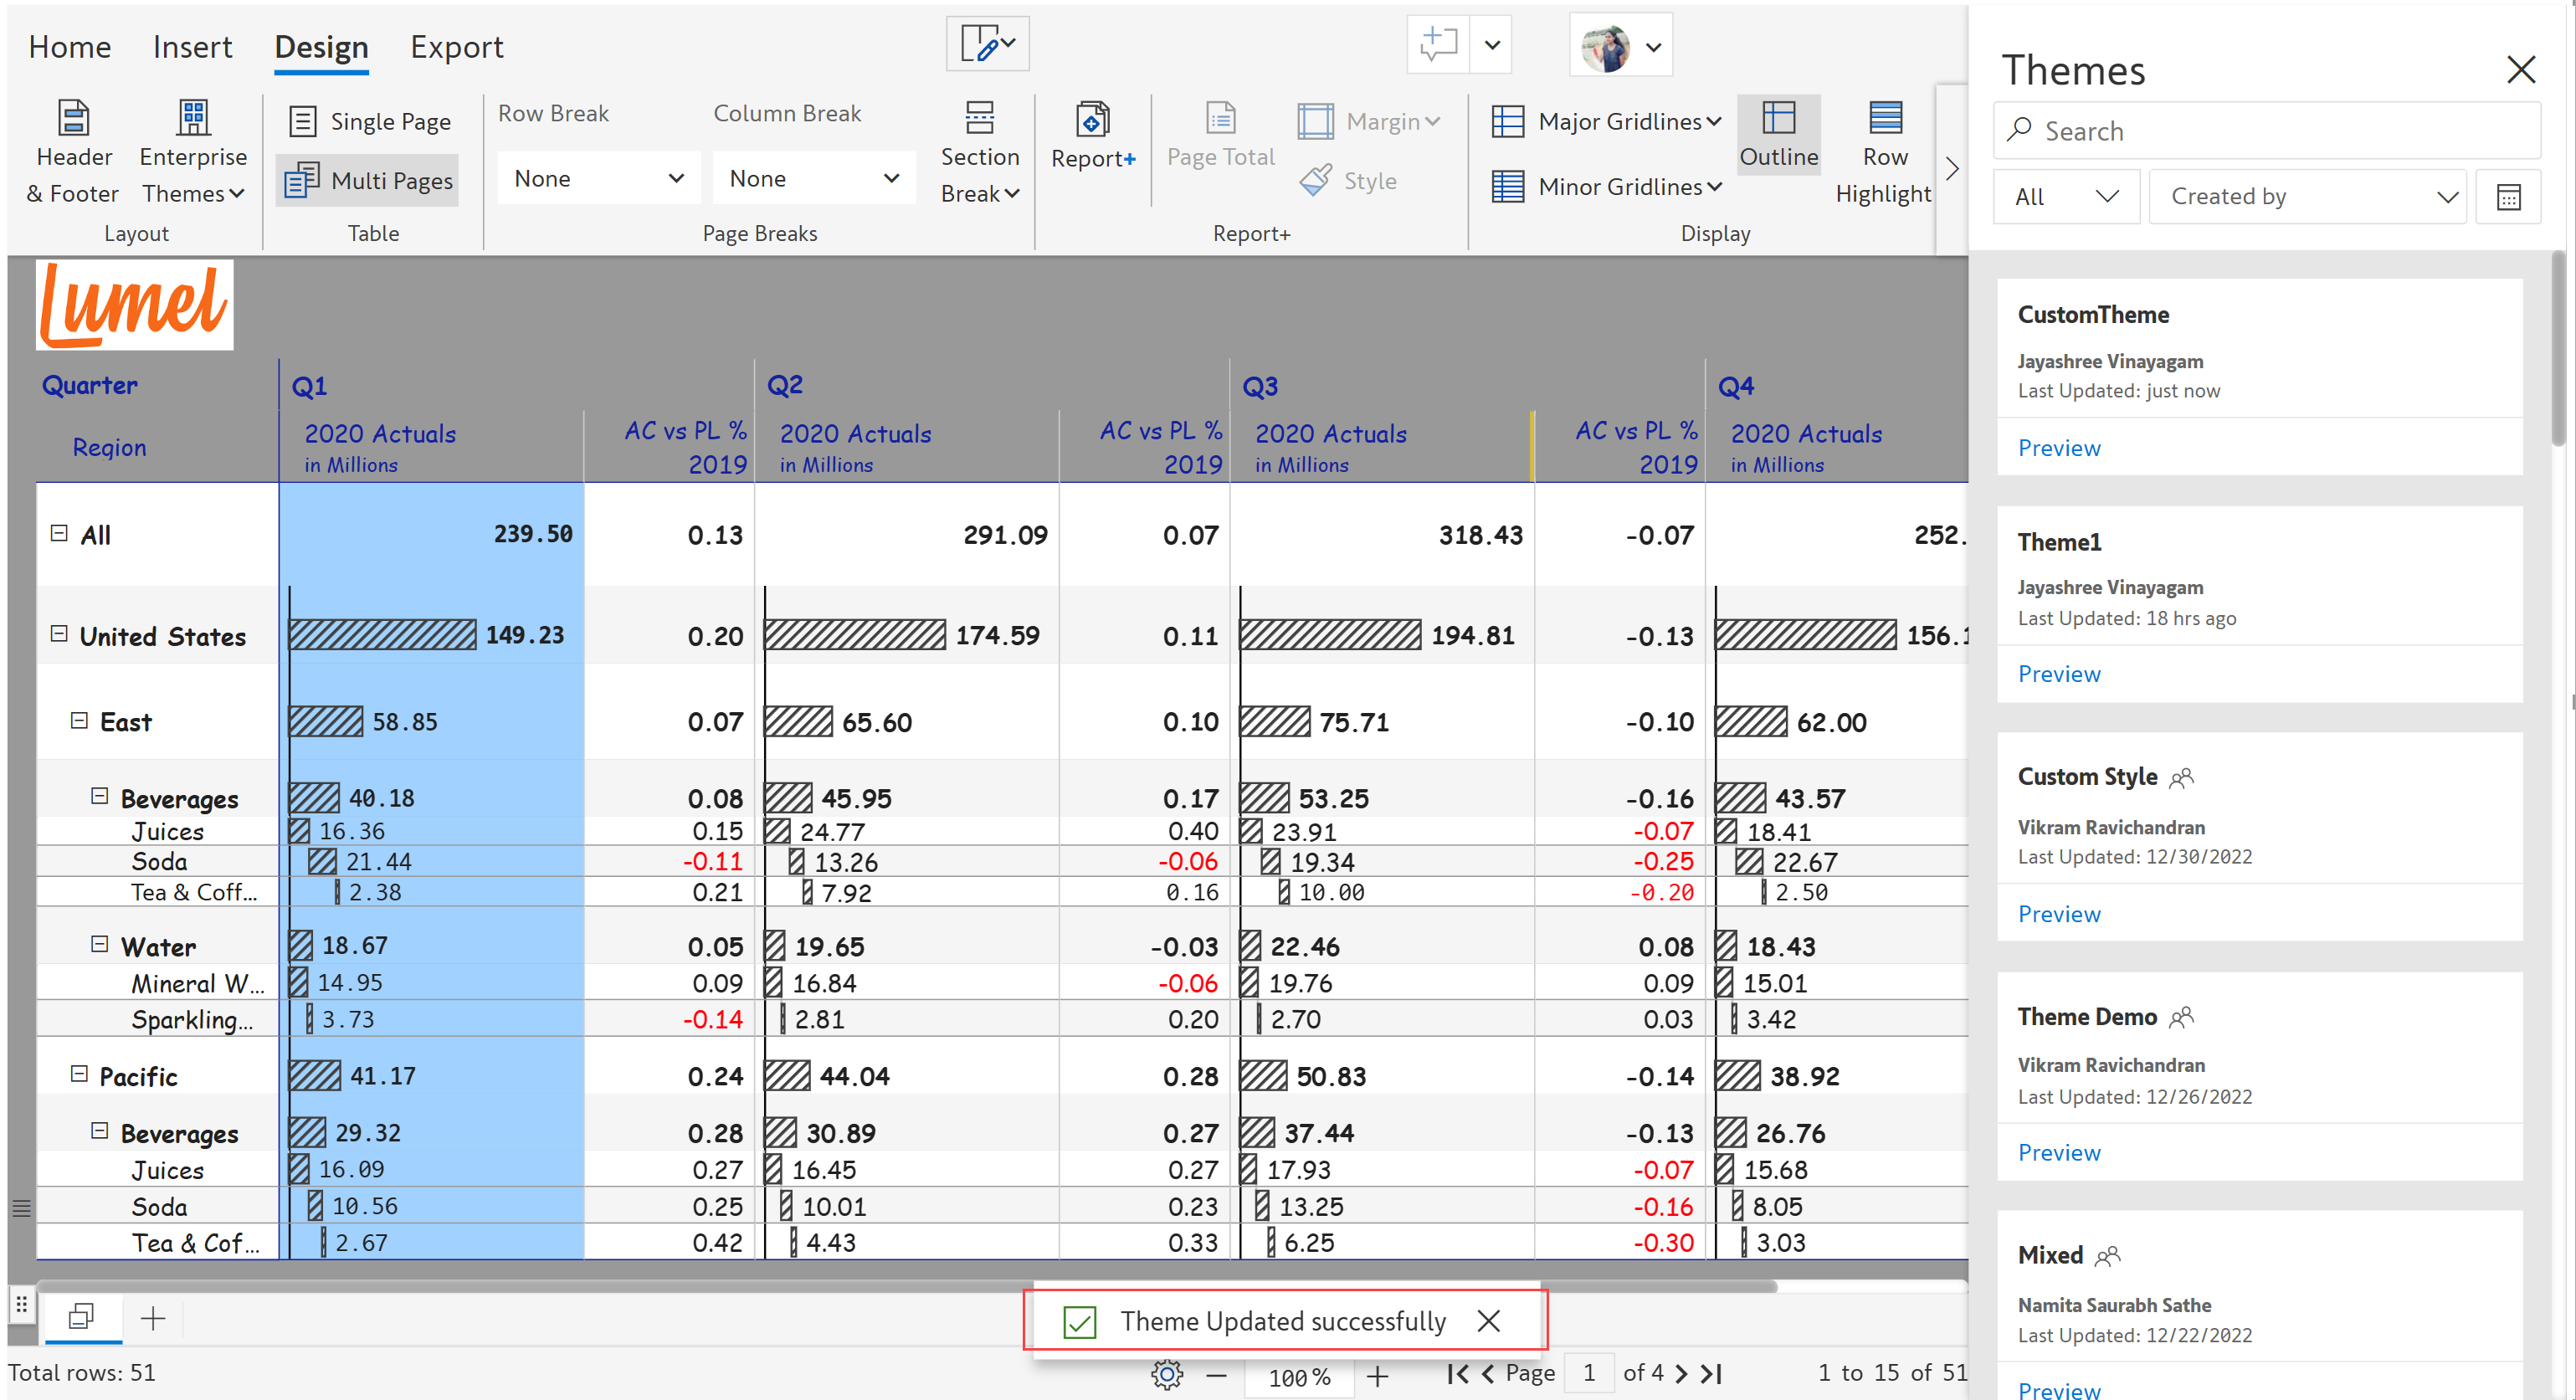 Home Insert Design Export
Header & Footer
Enterprise Themes
Layout
Single Page
Multi Pages
Table
Row Break
None
Column Break
None
Section Break
Page Breaks
Report+
Page Total
Margin
Style
Report+
Major Gridlines
Minor Gridlines
Outline
Row Highlight
Display
Lumel
Quarter Q1 Q2 Q3 Q4
Region 2020 Actuals in Millions AC vs PL % 2019 2020 Actuals in Millions AC vs PL % 2019 2020 Actuals in Millions AC vs PL % 2019 2020 Actuals in Millions
All 239.50 0.13 291.09 0.07 318.43 -0.07 252.
United States 149.23 0.20 174.59 0.11 194.81 -0.13 156.1
East 58.85 0.07 65.60 0.10 75.71 -0.10 62.00
Beverages 40.18 0.08 45.95 0.17 53.25 -0.16 43.57
Juices 16.36 0.15 24.77 0.40 23.91 -0.07 18.41
Soda 21.44 -0.11 13.26 -0.06 19.34 -0.25 22.67
Tea & Coff... 2.38 0.21 7.92 0.16 10.00 -0.20 2.50
Water 18.67 0.05 19.65 -0.03 22.46 0.08 18.43
Mineral W... 14.95 0.09 16.84 -0.06 19.76 0.09 15.01
Sparkling... 3.73 -0.14 2.81 0.20 2.70 0.03 3.42
Pacific 41.17 0.24 44.04 0.28 50.83 -0.14 38.92
Beverages 29.32 0.28 30.89 0.27 37.44 -0.13 26.76
Juices 16.09 0.27 16.45 0.27 17.93 -0.07 15.68
Soda 10.56 0.25 10.01 0.23 13.25 -0.16 8.05
Tea & Cof... 2.67 0.42 4.43 0.33 6.25 -0.30 3.03
Theme Updated successfully
Total rows: 51
100 %
Page 1 of 4
1 to 15 of 51
Themes
Search
All Created by
CustomTheme
Jayashree Vinayagam
Last Updated: just now
Preview
Theme1
Jayashree Vinayagam
Last Updated: 18 hrs ago
Preview
Custom Style
Vikram Ravichandran
Last Updated: 12/30/2022
Preview
Theme Demo
Vikram Ravichandran
Last Updated: 12/26/2022
Preview
Mixed
Namita Saurabh Sathe
Last Updated: 12/22/2022
Preview